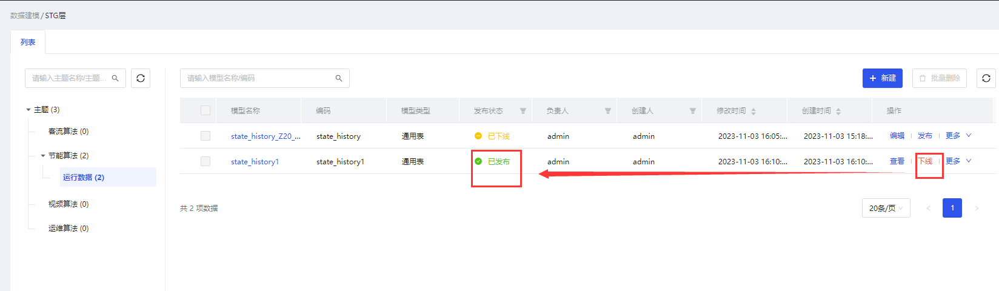 数据建模 / STG层
列表
请输入主题名称/主题...
请输入模型名称/编码
新建
批量删除
主题 (3)
客流算法 (0)
节能算法 (2)
运行数据 (2)
视频算法 (0)
运维算法 (0)
模型名称 编码 模型类型 发布状态 负责人 创建人 修改时间 创建时间 操作
state_history_Z20_... state_history 通用表 已下线 admin admin 2023-11-03 16:05:... 2023-11-03 15:18:... 编辑 发布 更多
state_history1 state_history1 通用表 已发布 admin admin 2023-11-03 16:10:... 2023-11-03 16:10:... 查看 下线 更多
共 2 项数据
20条/页 < 1 >